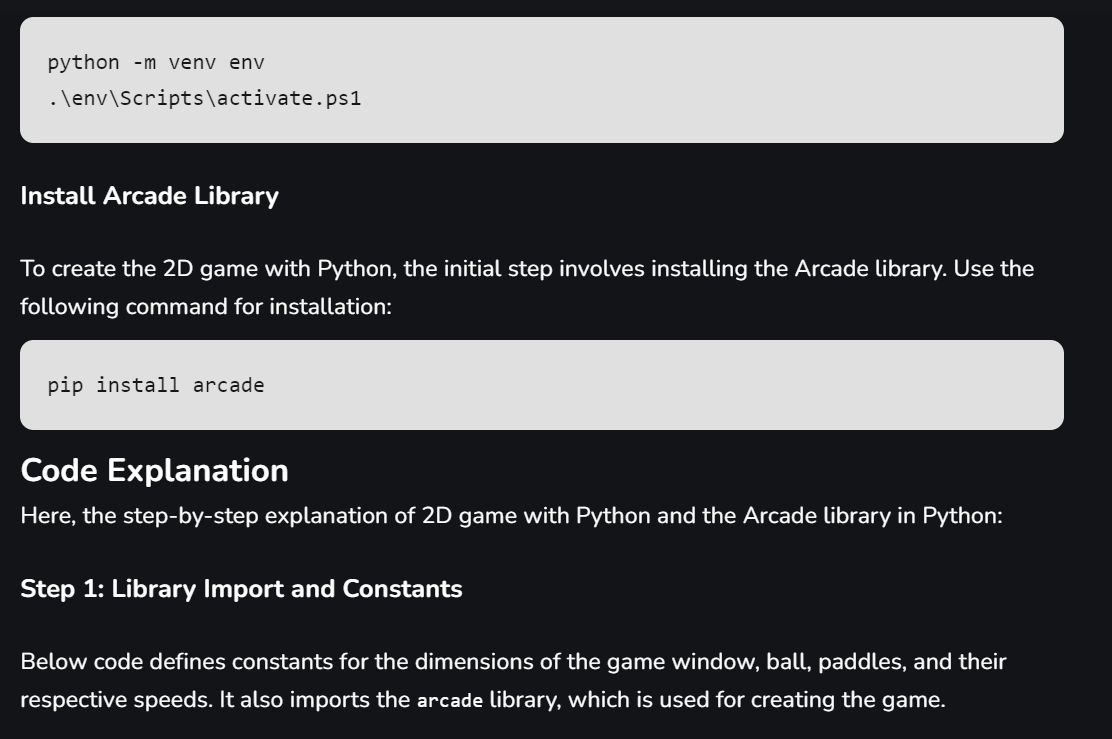 python -m venv env
.\env\Scripts\activate.ps1
Install Arcade Library
To create the 2D game with Python, the initial step involves installing the Arcade library. Use the
following command for installation:
pip install arcade
Code Explanation
Here, the step-by-step explanation of 2D game with Python and the Arcade library in Python:
Step 1: Library Import and Constants
Below code defines constants for the dimensions of the game window, ball, paddles, and their
respective speeds. It also imports the arcade library, which is used for creating the game.